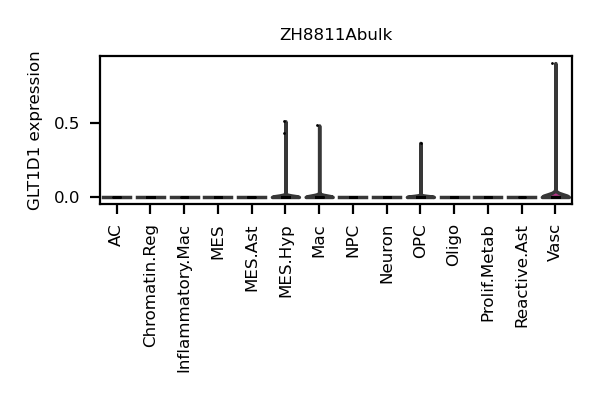 ZH8811Abulk
GLT1D1 expression
0.5
0.0
AC
Chromatin.Reg
Inflammatory.Mac
MES
MES.Ast
MES.Hyp
Mac
NPC
Neuron
OPC
Oligo
Prolif.Metab
Reactive.Ast
Vasc